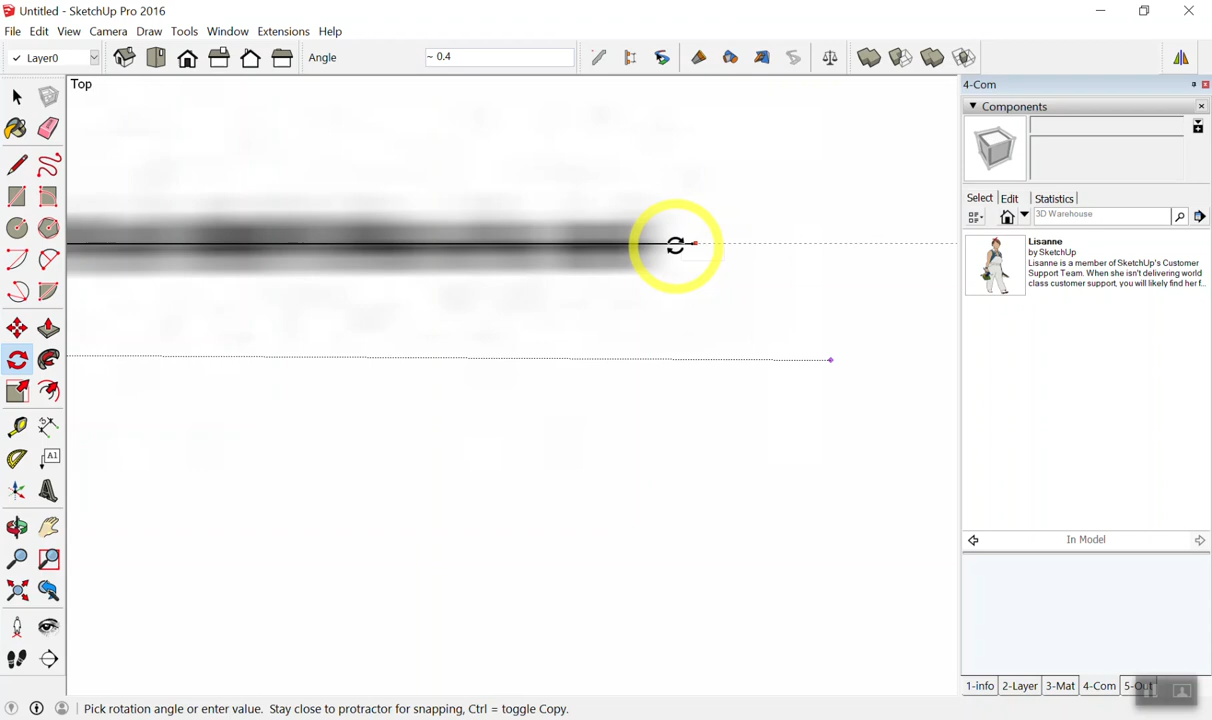 Untitled - SketchUp Pro 2016
File Edit View Camera Draw Tools Window Extensions Help
Layer0 Angle ~ 0.4
Top
4-Com
Components
Select Edit Statistics
3D Warehouse
Lisanne
by SketchUp
Lisanne is a member of SketchUp's Customer
Support Team. When she isn't delivering world
class customer support, you will likely find her f...
A1
In Model
1-info 2-Layer 3-Mat 4-Com 5-Out
Pick rotation angle or enter value. Stay close to protractor for snapping, Ctrl = toggle Copy.